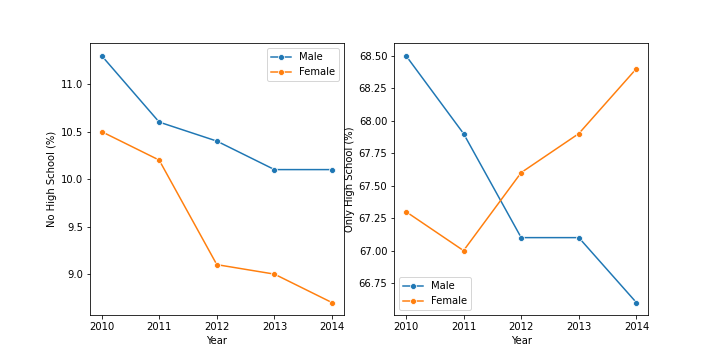 No High School (%)
11.0
10.5
10.0
9.5
9.0
Male
Female
2010 2011 2012 2013 2014
Year
Only High School (%)
68.50
68.25
68.00
67.75
67.50
67.25
67.00
66.75
Male
Female
2010 2011 2012 2013 2014
Year